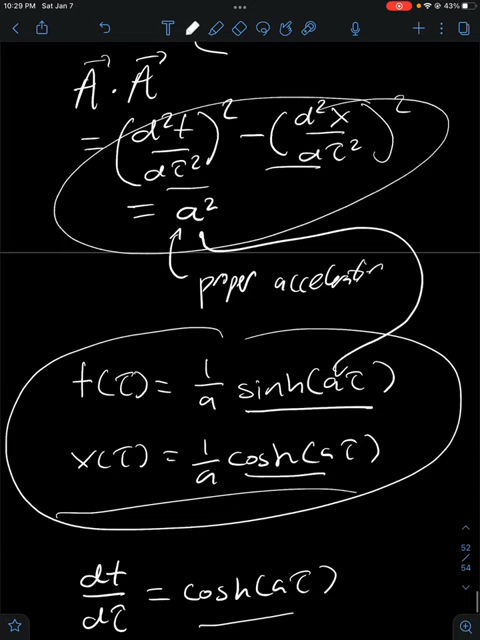 10:29 PM Sat Jan 7
43%
A⃗ · A⃗
= (d²t/dτ²)² - (d²x/dτ²)²
= a²
proper acceleration
t(τ) = 1/a sinh(aτ)
x(τ) = 1/a cosh(aτ)
52
/
54
dt/dτ = cosh(aτ)